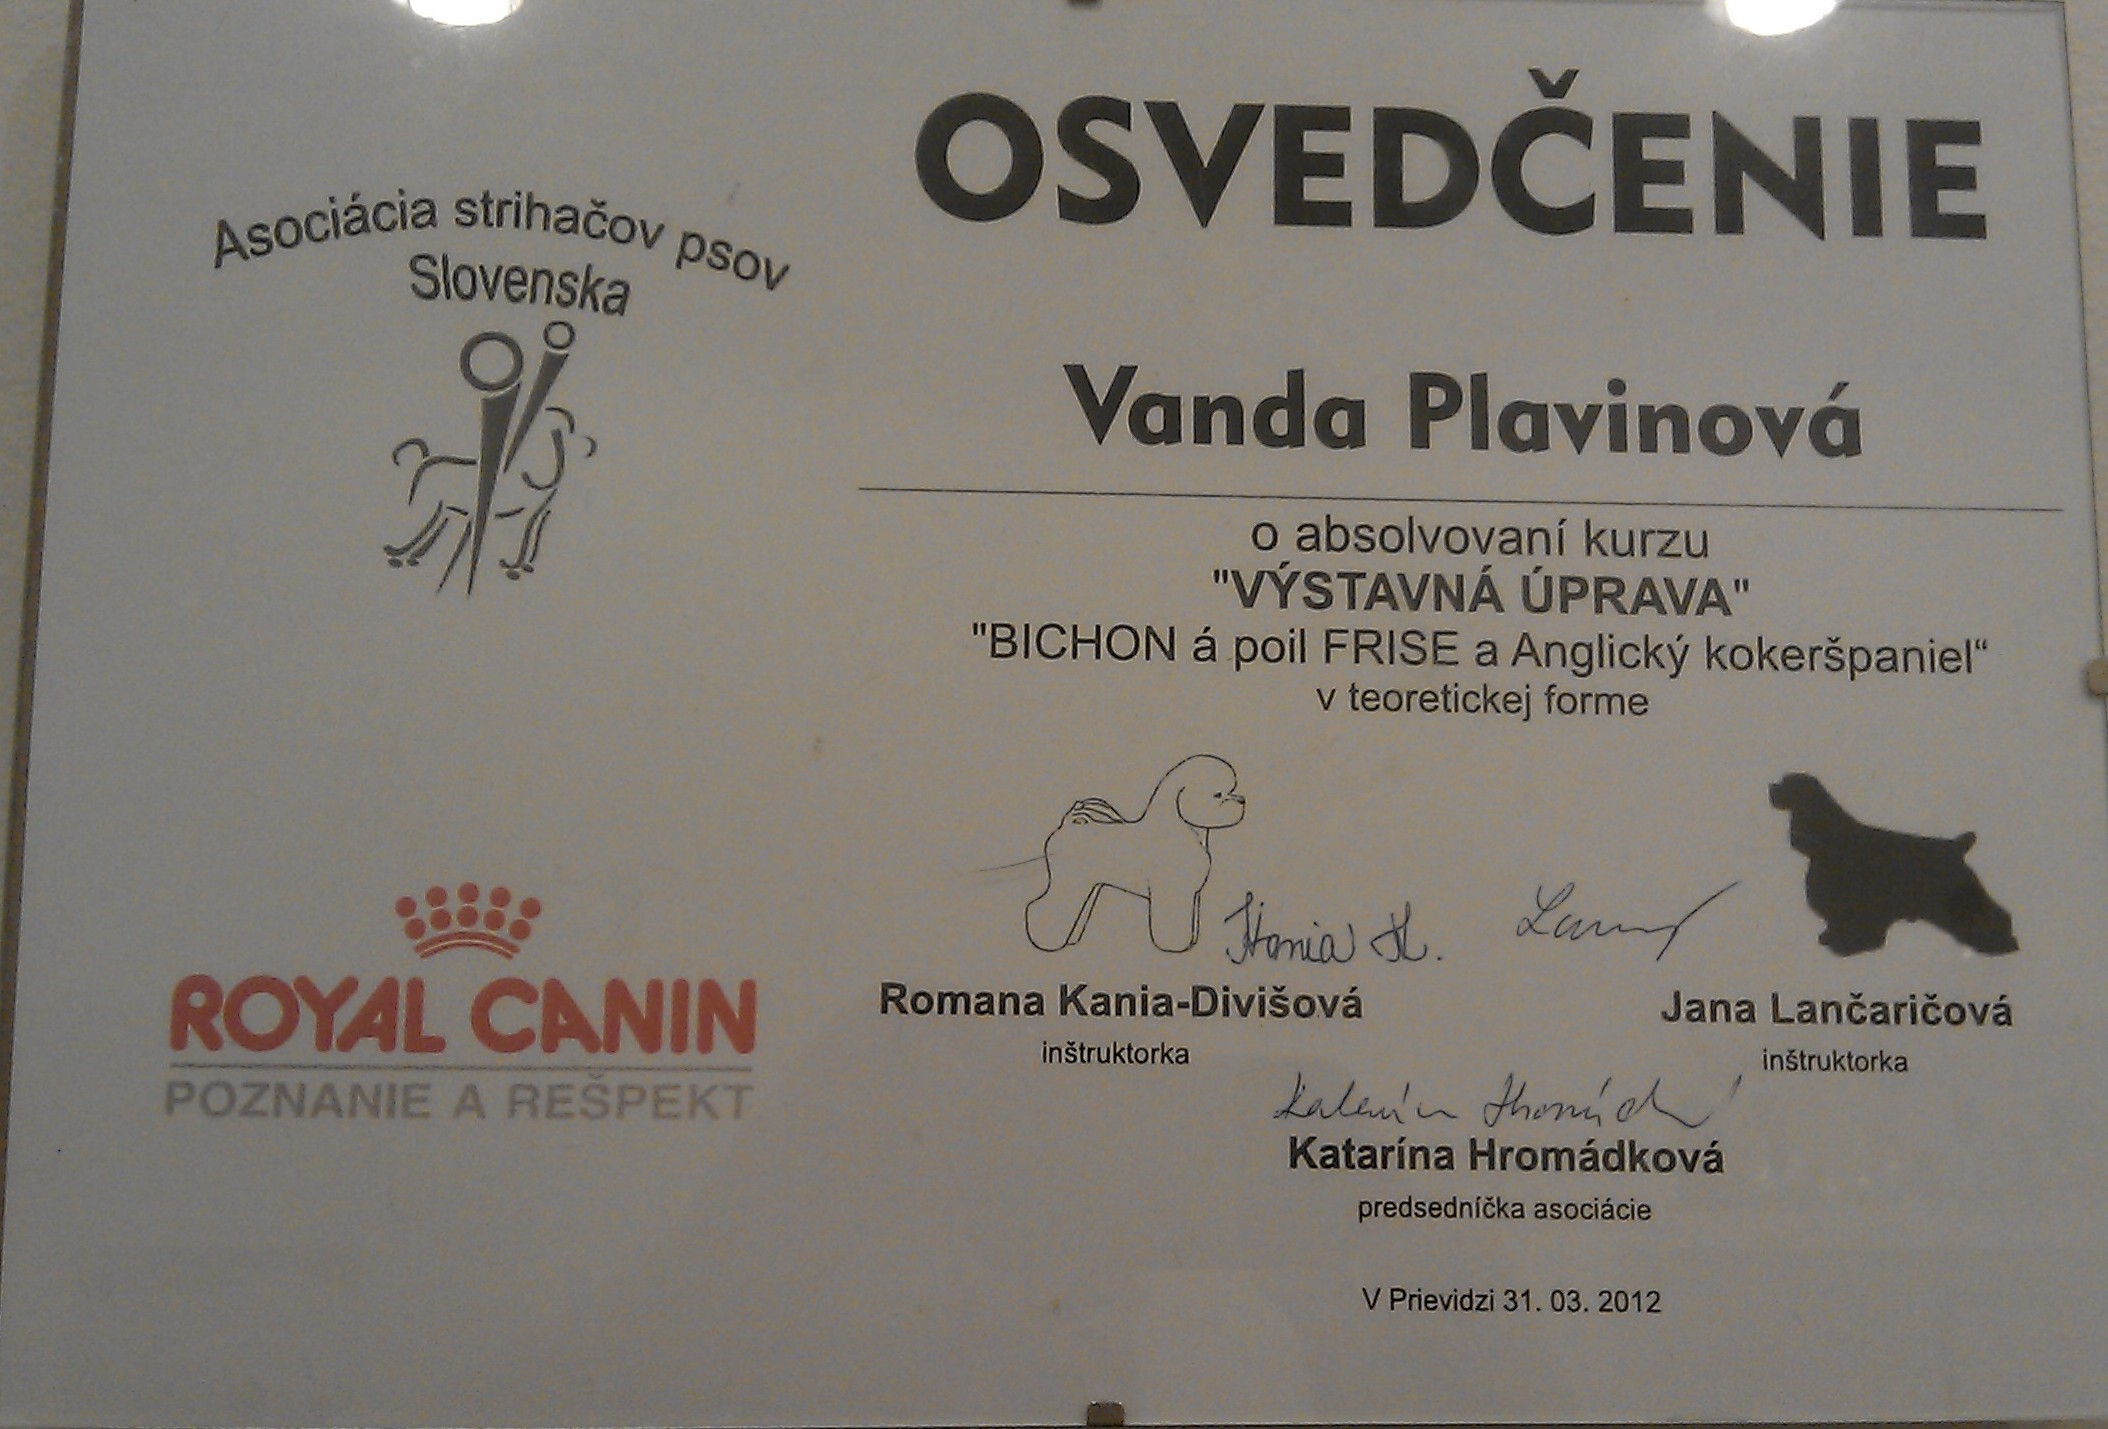 OSVEDČENIE
Asociácia strihačov psov
Slovenska
Vanda Plavinová
o absolvovaní kurzu
"VÝSTAVNÁ ÚPRAVA"
"BICHON á poil FRISE a Anglický kokeršpaniel“
v teoretickej forme
Romana Kania-Divišová
inštruktorka
Jana Lančaričová
inštruktorka
Katarína Hromádková
predsedníčka asociácie
V Prievidzi 31. 03. 2012
ROYAL CANIN
POZNANIE A REŠPEKT